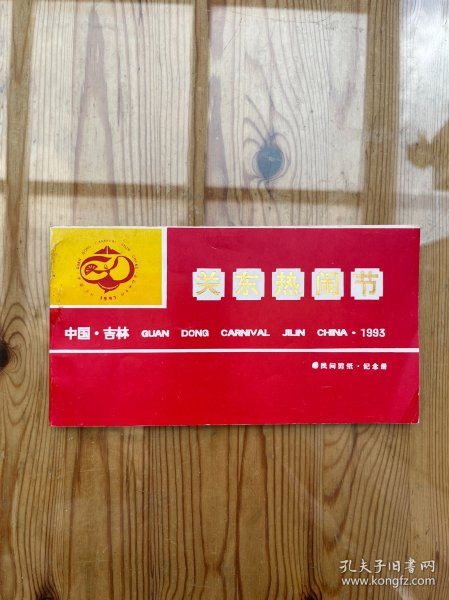 1993
关东热闹节
中国·吉林 GUAN DONG CARNIVAL JILIN CHINA·1993
民间剪纸·纪念册
孔夫子旧书网
www.kongfz.com